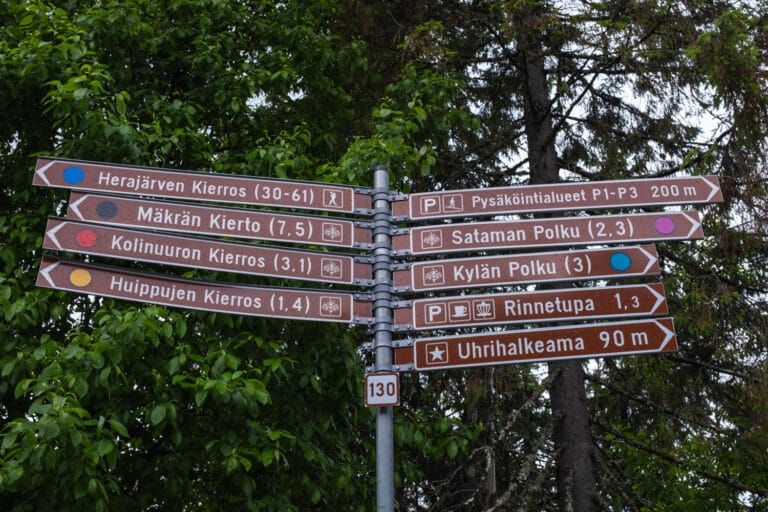 Herajärven Kierros (30-61)
Mäkrän Kierto (7,5)
Kolinuuron Kierros (3,1)
Huippujen Kierros (1,4)
P Pysäköintialueet P1-P3 200 m
Sataman Polku (2,3)
Kylän Polku (3)
P Rinnetupa 1,3
Uhrihalkeama 90 m
130